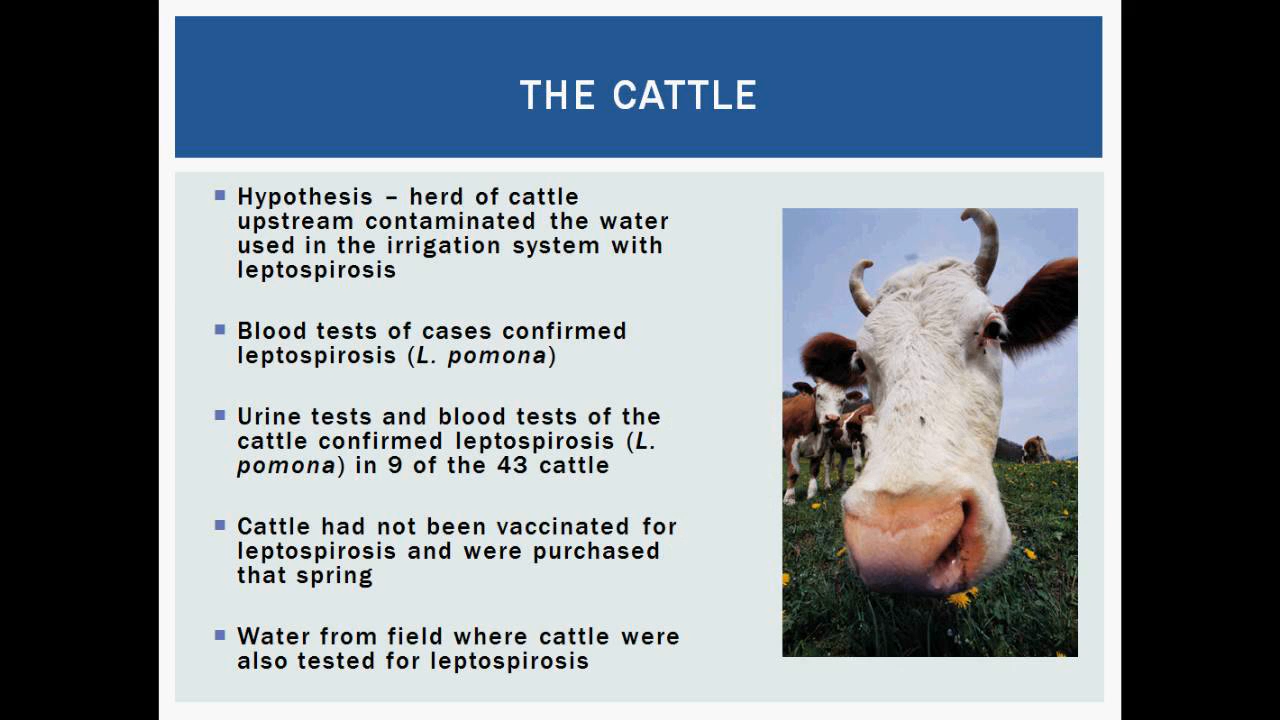 THE CATTLE
Hypothesis – herd of cattle
upstream contaminated the water
used in the irrigation system with
leptospirosis
Blood tests of cases confirmed
leptospirosis (L. pomona)
Urine tests and blood tests of the
cattle confirmed leptospirosis (L.
pomona) in 9 of the 43 cattle
Cattle had not been vaccinated for
leptospirosis and were purchased
that spring
Water from field where cattle were
also tested for leptospirosis